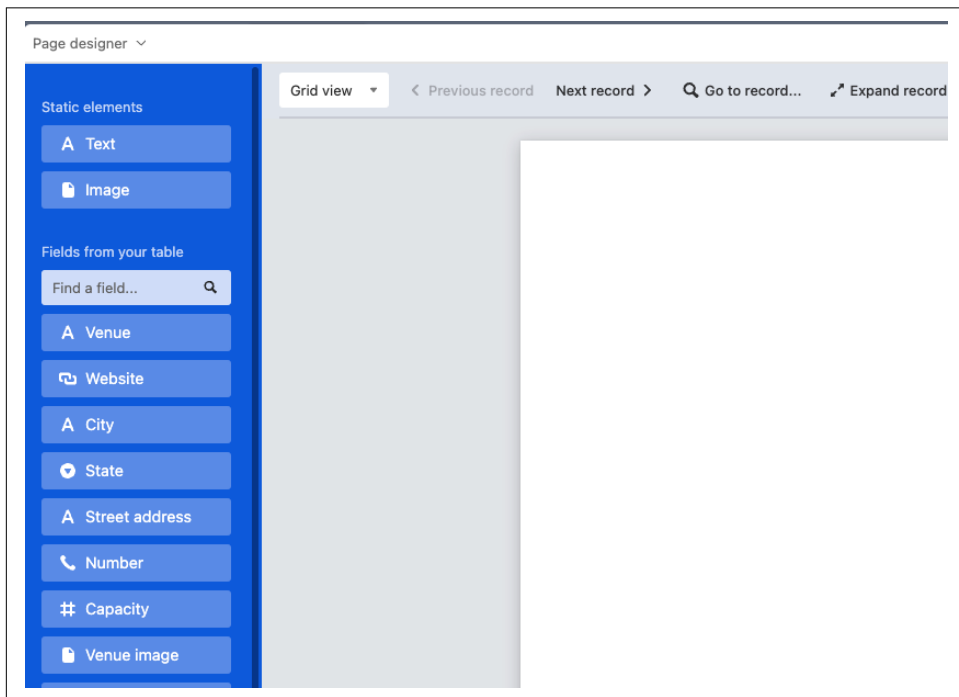 Page designer
Static elements
Text
Image
Fields from your table
Find a field...
Venue
Website
City
State
Street address
Number
Capacity
Venue image
Grid view
Previous record
Next record
Go to record...
Expand record